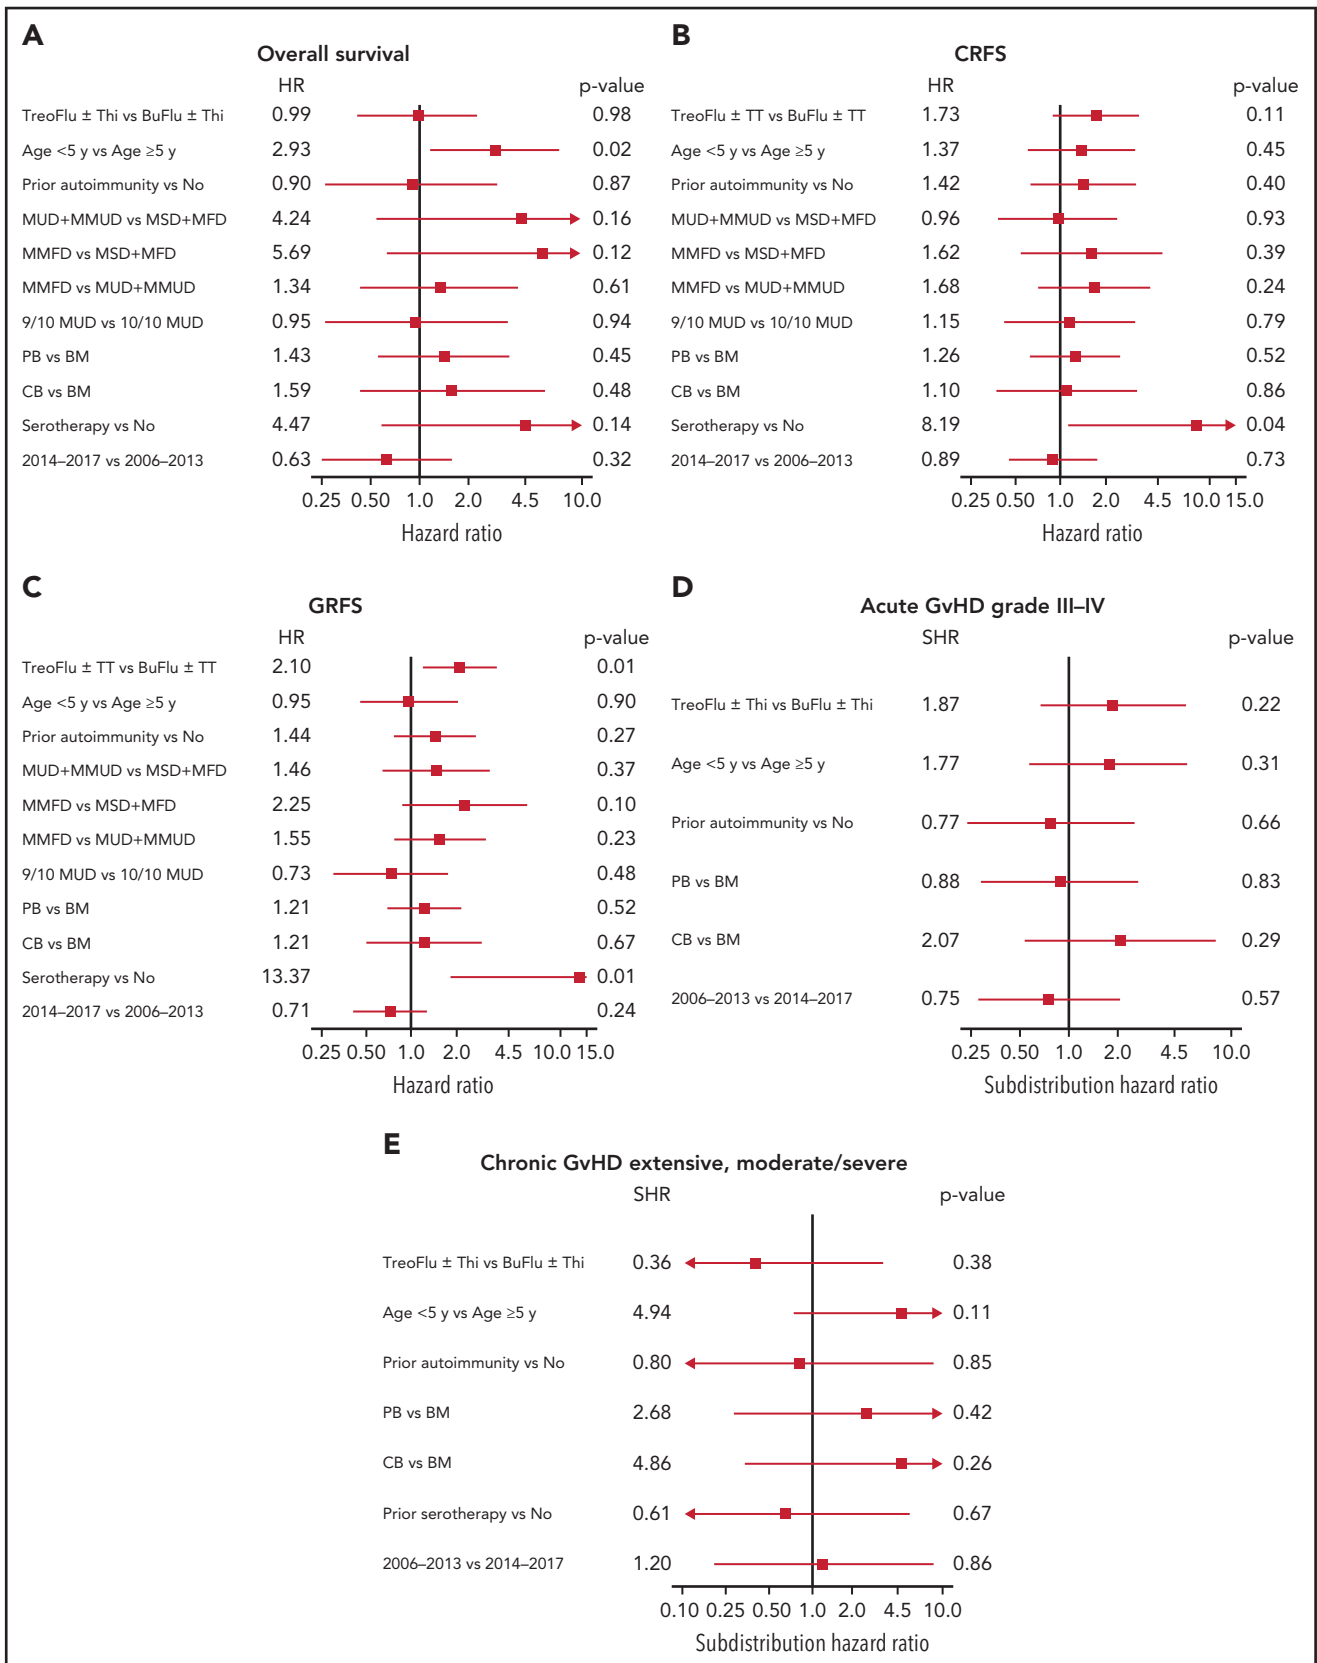 A
Overall survival
HR p-value
TreoFlu ± Thi vs BuFlu ± Thi 0.99 0.98
Age <5 y vs Age ≥5 y 2.93 0.02
Prior autoimmunity vs No 0.90 0.87
MUD+MMUD vs MSD+MFD 4.24 0.16
MMFD vs MSD+MFD 5.69 0.12
MMFD vs MUD+MMUD 1.34 0.61
9/10 MUD vs 10/10 MUD 0.95 0.94
PB vs BM 1.43 0.45
CB vs BM 1.59 0.48
Serotherapy vs No 4.47 0.14
2014–2017 vs 2006–2013 0.63 0.32
0.25 0.50 1.0 2.0 4.5 10.0
Hazard ratio
B
CRFS
HR p-value
TreoFlu ± TT vs BuFlu ± TT 1.73 0.11
Age <5 y vs Age ≥5 y 1.37 0.45
Prior autoimmunity vs No 1.42 0.40
MUD+MMUD vs MSD+MFD 0.96 0.93
MMFD vs MSD+MFD 1.62 0.39
MMFD vs MUD+MMUD 1.68 0.24
9/10 MUD vs 10/10 MUD 1.15 0.79
PB vs BM 1.26 0.52
CB vs BM 1.10 0.86
Serotherapy vs No 8.19 0.04
2014–2017 vs 2006–2013 0.89 0.73
0.25 0.50 1.0 2.0 4.5 10.0 15.0
Hazard ratio
C
GRFS
HR p-value
TreoFlu ± TT vs BuFlu ± TT 2.10 0.01
Age <5 y vs Age ≥5 y 0.95 0.90
Prior autoimmunity vs No 1.44 0.27
MUD+MMUD vs MSD+MFD 1.46 0.37
MMFD vs MSD+MFD 2.25 0.10
MMFD vs MUD+MMUD 1.55 0.23
9/10 MUD vs 10/10 MUD 0.73 0.48
PB vs BM 1.21 0.52
CB vs BM 1.21 0.67
Serotherapy vs No 13.37 0.01
2014–2017 vs 2006–2013 0.71 0.24
0.25 0.50 1.0 2.0 4.5 10.0 15.0
Hazard ratio
D
Acute GvHD grade III–IV
SHR p-value
TreoFlu ± Thi vs BuFlu ± Thi 1.87 0.22
Age <5 y vs Age ≥5 y 1.77 0.31
Prior autoimmunity vs No 0.77 0.66
PB vs BM 0.88 0.83
CB vs BM 2.07 0.29
2006–2013 vs 2014–2017 0.75 0.57
0.25 0.50 1.0 2.0 4.5 10.0
Subdistribution hazard ratio
E
Chronic GvHD extensive, moderate/severe
SHR p-value
TreoFlu ± Thi vs BuFlu ± Thi 0.36 0.38
Age <5 y vs Age ≥5 y 4.94 0.11
Prior autoimmunity vs No 0.80 0.85
PB vs BM 2.68 0.42
CB vs BM 4.86 0.26
Prior serotherapy vs No 0.61 0.67
2006–2013 vs 2014–2017 1.20 0.86
0.10 0.25 0.50 1.0 2.0 4.5 10.0
Subdistribution hazard ratio